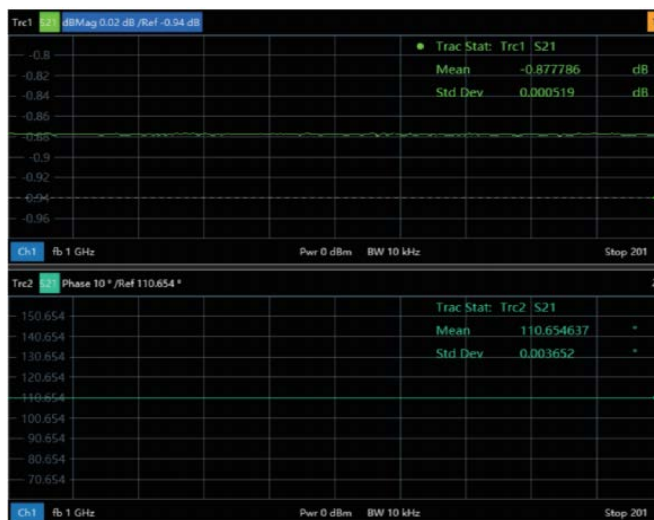 Trc1 S21 dBMag 0.02 dB /Ref -0.94 dB
Trac Stat: Trc1 S21
Mean -0.877786 dB
Std Dev 0.000519 dB
-0.8
-0.82
-0.84
-0.86
-0.88
-0.9
-0.94
-0.96
Ch1 fb 1 GHz Pwr 0 dBm BW 10 kHz Stop 201
Trc2 S21 Phase 10 ° /Ref 110.654 °
Trac Stat: Trc2 S21
Mean 110.654637 °
Std Dev 0.003652 °
150.654
140.654
130.654
120.654
110.654
100.654
90.654
80.654
70.654
Ch1 fb 1 GHz Pwr 0 dBm BW 10 kHz Stop 201